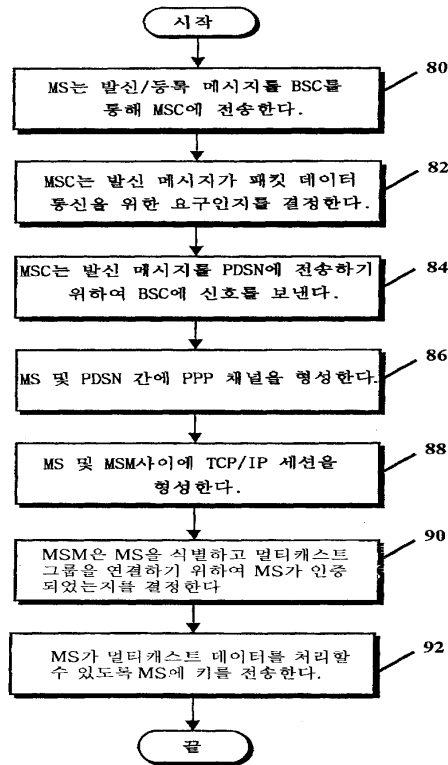 시작
80
MS는 발신/등록 메시지를 BSC를
통해 MSC에 전송한다.
82
MSC는 발신 메시지가 패킷 데이터
통신을 위한 요구인지를 결정한다.
84
MSC는 발신 메시지를 PDSN에 전송하기
위하여 BSC에 신호를 보낸다.
86
MS 및 PDSN 간에 PPP 채널을 형성한다.
88
MS 및 MSM사이에 TCP/IP 세션을
형성한다.
90
MSM은 MS을 식별하고 멀티캐스트
그룹을 연결하기 위하여 MS가 인증
되었는지를 결정한다
92
MS가 멀티캐스트 데이터를 처리할
수 있도록 MS에 키를 전송한다.
끝